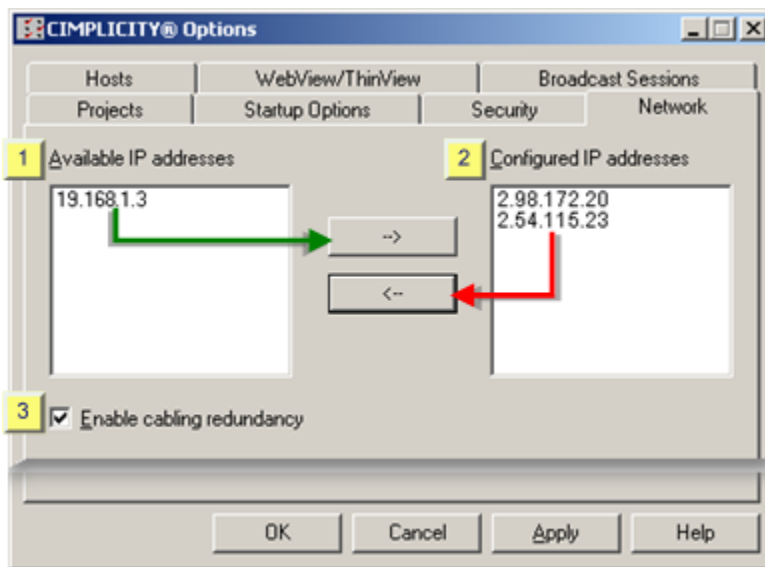 CIMPLICITY® Options
Hosts
WebView/ThinView
Broadcast Sessions
Projects
Startup Options
Security
Network
1
Available IP addresses
2
Configured IP addresses
19.168.1.3
2.98.172.20
2.54.115.23
-->
<--
3
Enable cabling redundancy
OK
Cancel
Apply
Help